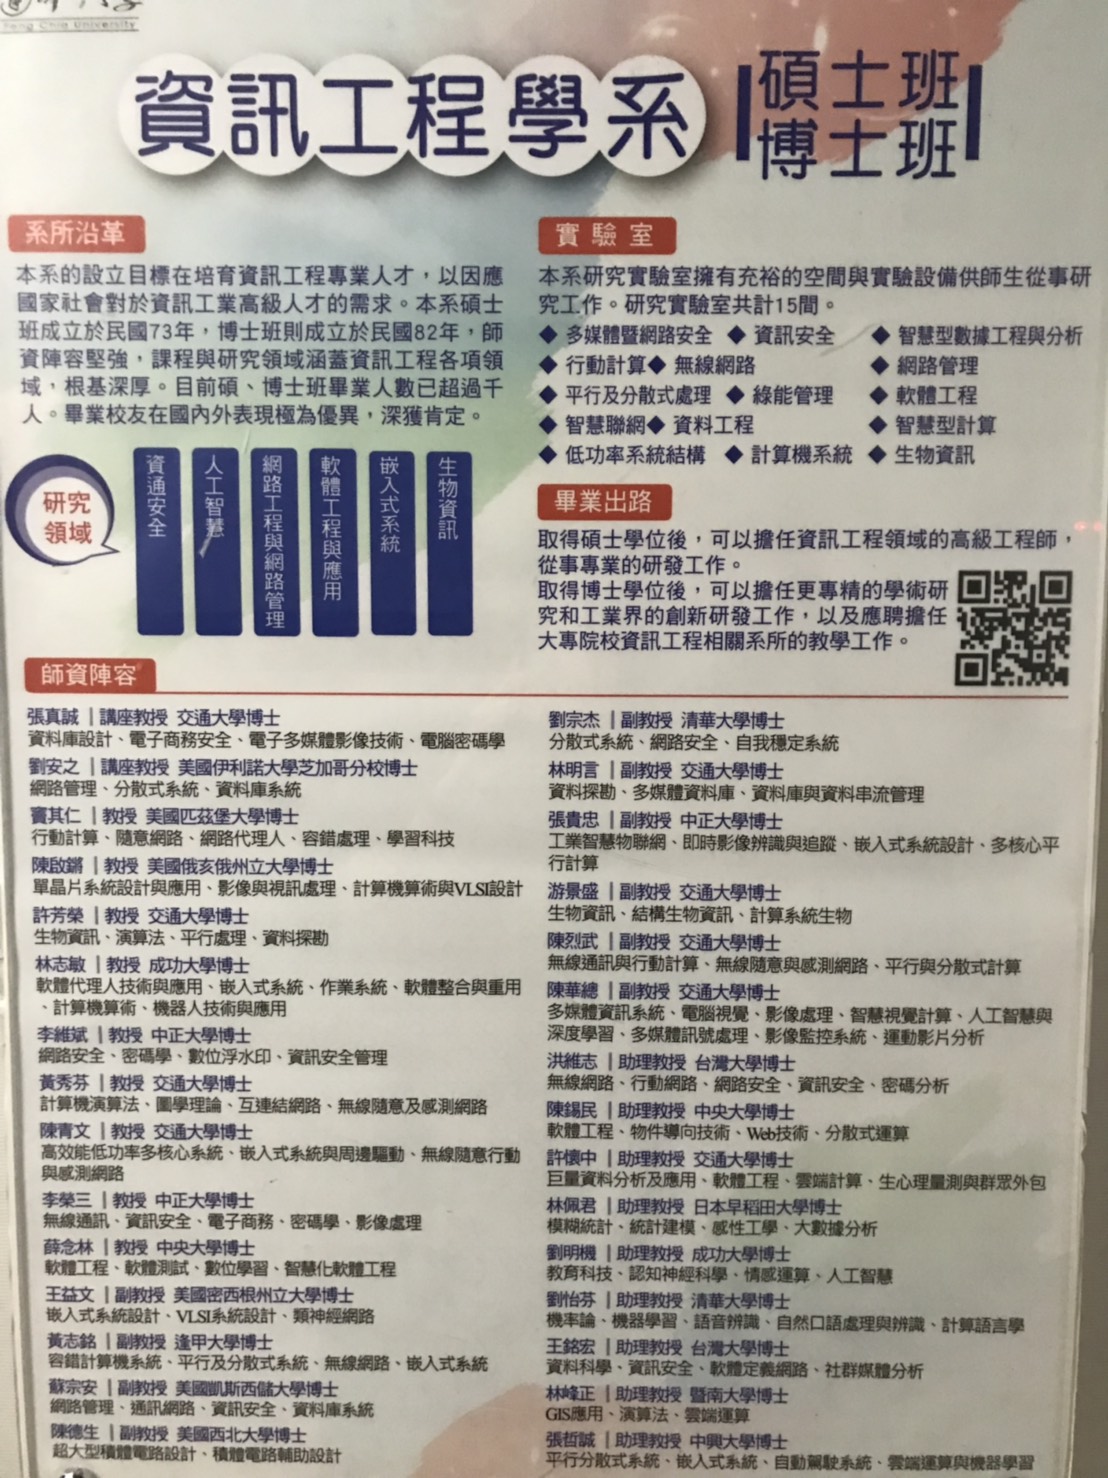 Feng Chia University
資訊工程學系
碩士班
博士班
系所沿革
本系的設立目標在培育資訊工程專業人才，以因應
國家社會對於資訊工業高級人才的需求。本系碩士
班成立於民國73年，博士班則成立於民國82年，師
資陣容堅強，課程與研究領域涵蓋資訊工程各項領
域，根基深厚。目前碩、博士班畢業人數已超過千
人。畢業校友在國內外表現極為優異，深獲肯定。
研究
領域
資通安全
人工智慧
網路工程與網路管理
軟體工程與應用
嵌入式系統
生物資訊
實驗室
本系研究實驗室擁有充裕的空間與實驗設備供師生從事研
究工作。研究實驗室共計15間。
◆ 多媒體暨網路安全 ◆ 資訊安全 ◆ 智慧型數據工程與分析
◆ 行動計算◆ 無線網路 ◆ 網路管理
◆ 平行及分散式處理 ◆ 綠能管理 ◆ 軟體工程
◆ 智慧聯網◆ 資料工程 ◆ 智慧型計算
◆ 低功率系統結構 ◆ 計算機系統 ◆ 生物資訊
畢業出路
取得碩士學位後，可以擔任資訊工程領域的高級工程師，
從事專業的研發工作。
取得博士學位後，可以擔任更專精的學術研
究和工業界的創新研發工作，以及應聘擔任
大專院校資訊工程相關系所的教學工作。
師資陣容
張真誠｜講座教授 交通大學博士
資料庫設計、電子商務安全、電子多媒體影像技術、電腦密碼學
劉安之｜講座教授 美國伊利諾大學芝加哥分校博士
網路管理、分散式系統、資料庫系統
竇其仁｜教授 美國匹茲堡大學博士
行動計算、隨意網路、網路代理人、容錯處理、學習科技
陳啟鏘｜教授 美國俄亥俄州立大學博士
單晶片系統設計與應用、影像與視訊處理、計算機算術與VLSI設計
許芳榮｜教授 交通大學博士
生物資訊、演算法、平行處理、資料探勘
林志敏｜教授 成功大學博士
軟體代理人技術與應用、嵌入式系統、作業系統、軟體整合與重用
、計算機算術、機器人技術與應用
李維斌｜教授 中正大學博士
網路安全、密碼學、數位浮水印、資訊安全管理
黃秀芬｜教授 交通大學博士
計算機演算法、圖學理論、互連結網路、無線隨意及感測網路
陳青文｜教授 交通大學博士
高效能低功率多核心系統、嵌入式系統與周邊驅動、無線隨意行動
與感測網路
李榮三｜教授 中正大學博士
無線通訊、資訊安全、電子商務、密碼學、影像處理
薛念林｜教授 中央大學博士
軟體工程、軟體測試、數位學習、智慧化軟體工程
王益文｜副教授 美國密西根州立大學博士
嵌入式系統設計、VLSI系統設計、類神經網路
黃志銘｜副教授 逢甲大學博士
容錯計算機系統、平行及分散式系統、無線網路、嵌入式系統
蘇宗安｜副教授 美國凱斯西儲大學博士
網路管理、通訊網路、資訊安全、資料庫系統
陳德生｜副教授 美國西北大學博士
超大型積體電路設計、積體電路輔助設計
劉宗杰｜副教授 清華大學博士
分散式系統、網路安全、自我穩定系統
林明言｜副教授 交通大學博士
資料探勘、多媒體資料庫、資料庫與資料串流管理
張貴忠｜副教授 中正大學博士
工業智慧物聯網、即時影像辨識與追蹤、嵌入式系統設計、多核心平
行計算
游景盛｜副教授 交通大學博士
生物資訊、結構生物資訊、計算系統生物
陳烈武｜副教授 交通大學博士
無線通訊與行動計算、無線隨意與感測網路、平行與分散式計算
陳華總｜副教授 交通大學博士
多媒體資訊系統、電腦視覺、影像處理、智慧視覺計算、人工智慧與
深度學習、多媒體訊號處理、影像監控系統、運動影片分析
洪維志｜助理教授 台灣大學博士
無線網路、行動網路、網路安全、資訊安全、密碼分析
陳錫民｜助理教授 中央大學博士
軟體工程、物件導向技術、Web技術、分散式運算
許懷中｜助理教授 交通大學博士
巨量資料分析及應用、軟體工程、雲端計算、生心理量測與群眾外包
林佩君｜助理教授 日本早稻田大學博士
模糊統計、統計建模、感性工學、大數據分析
劉明機｜助理教授 成功大學博士
教育科技、認知神經科學、情感運算、人工智慧
劉怡芬｜助理教授 清華大學博士
機率論、機器學習、語音辨識、自然口語處理與辨識、計算語言學
王銘宏｜助理教授 台灣大學博士
資料科學、資訊安全、軟體定義網路、社群媒體分析
林峰正｜助理教授 暨南大學博士
GIS應用、演算法、雲端運算
張哲誠｜助理教授 中興大學博士
平行分散式系統、嵌入式系統、自動駕駛系統、雲端運算與機器學習